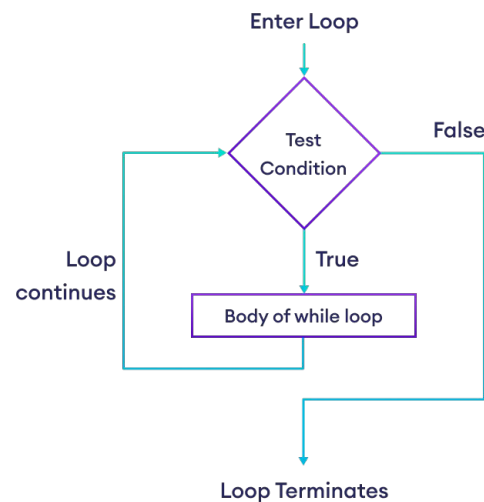 Enter Loop
Test
Condition
False
True
Loop
continues
Body of while loop
Loop Terminates